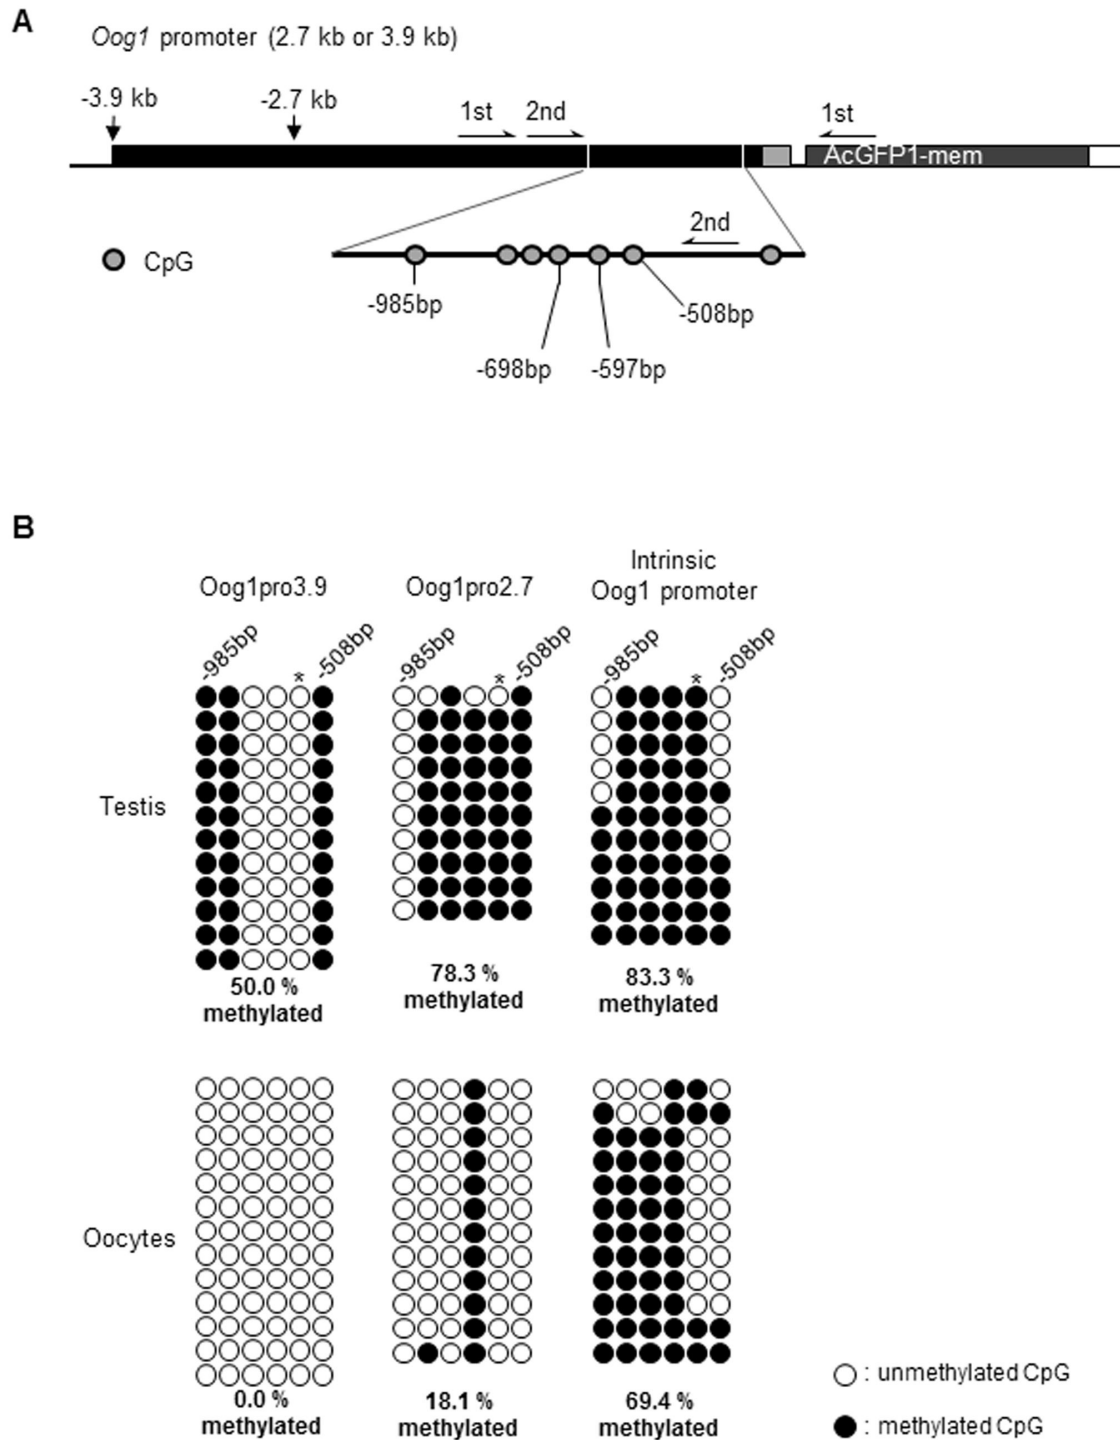 A
Oog1 promoter (2.7 kb or 3.9 kb)
-3.9 kb
-2.7 kb
1st
2nd
1st
AcGFP1-mem
2nd
CpG
-985bp
-508bp
-698bp
-597bp
B
Oog1pro3.9
Oog1pro2.7
Intrinsic
Oog1 promoter
-985bp
*
-508bp
-985bp
*
-508bp
-985bp
*
-508bp
Testis
50.0 %
methylated
78.3 %
methylated
83.3 %
methylated
Oocytes
0.0 %
methylated
18.1 %
methylated
69.4 %
methylated
: unmethylated CpG
: methylated CpG